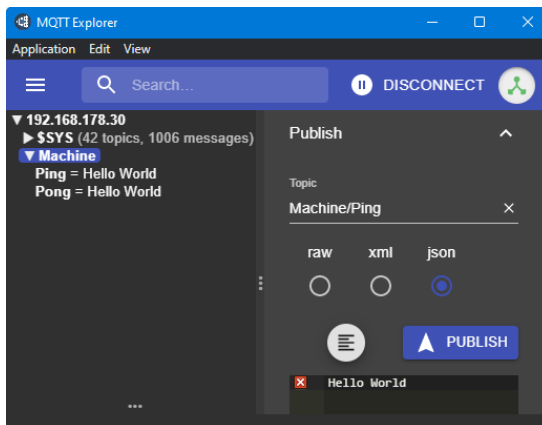 MQTT Explorer
Application Edit View
Search...
DISCONNECT
192.168.178.30
$SYS (42 topics, 1006 messages)
Machine
Ping = Hello World
Pong = Hello World
Publish
Topic
Machine/Ping
raw xml json
PUBLISH
Hello World